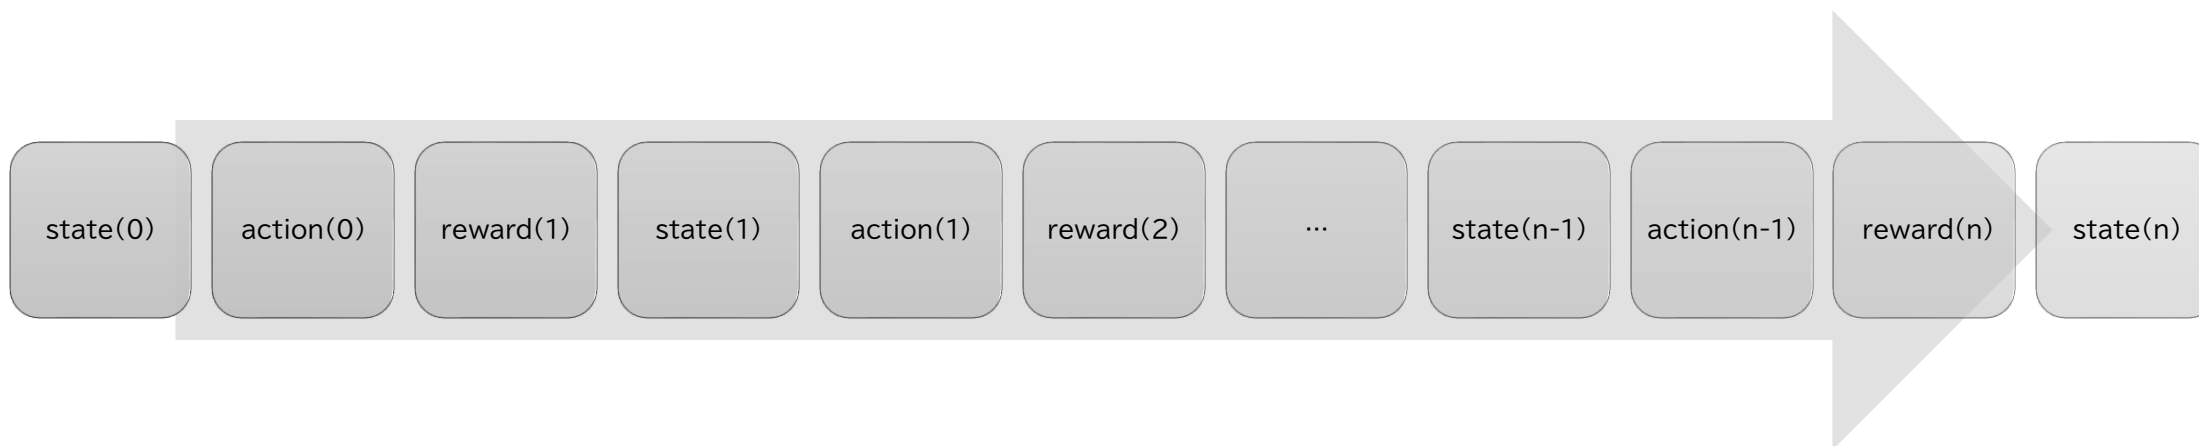 state(0) action(0) reward(1) state(1) action(1) reward(2) … state(n-1) action(n-1) reward(n) state(n)